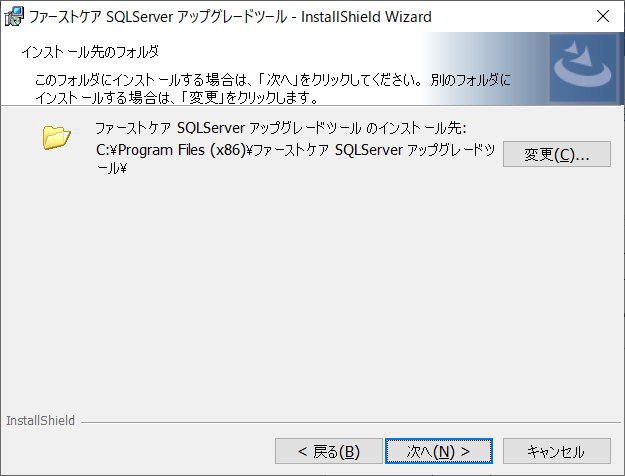 ファーストケア SQLServer アップグレードツール - InstallShield Wizard
インストール先のフォルダ
このフォルダにインストールする場合は、「次へ」をクリックしてください。別のフォルダに
インストールする場合は、「変更」をクリックします。
ファーストケア SQLServer アップグレードツール のインストール先:
C:¥Program Files (x86)¥ファーストケア SQLServer アップグレードツ
ール¥
変更(C)...
InstallShield
< 戻る(B)
次へ(N) >
キャンセル